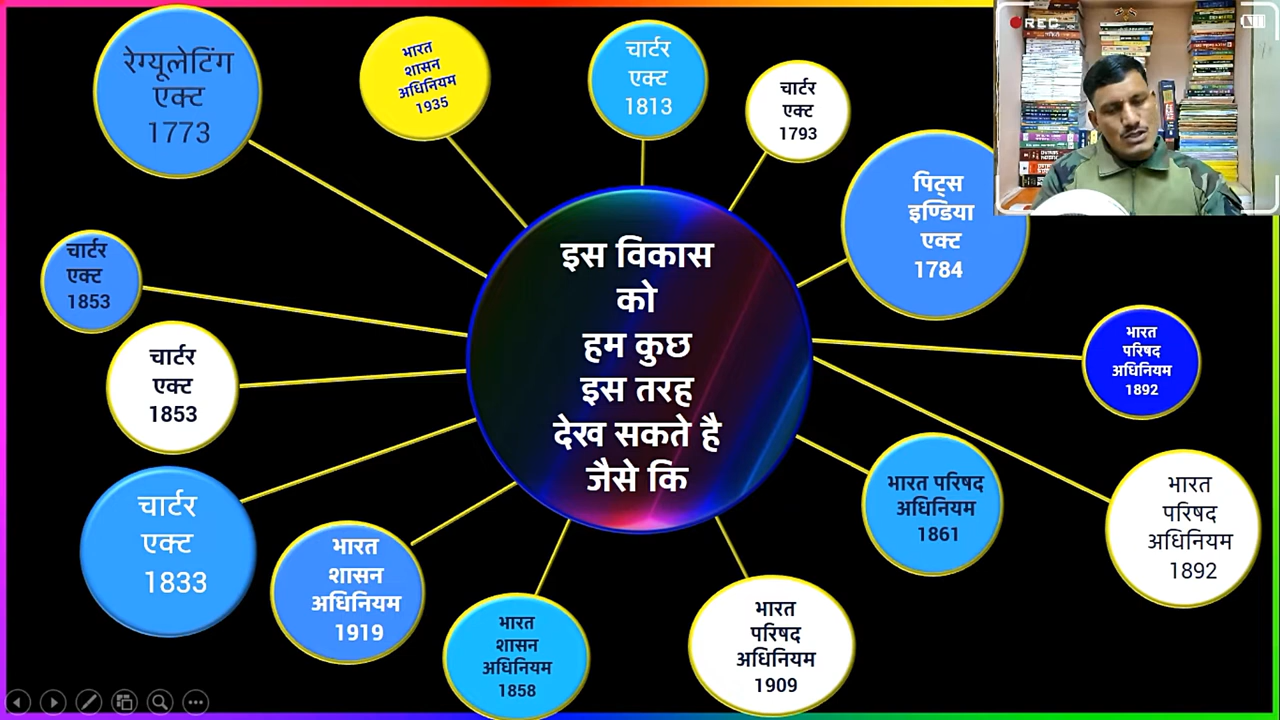 रेग्यूलेटिंग
एक्ट
1773
भारत
शासन
अधिनियम
1935
चार्टर
एक्ट
1813
चार्टर
एक्ट
1793
REC
पिट्स
इण्डिया
एक्ट
1784
चार्टर
एक्ट
1853
इस विकास
को
हम कुछ
इस तरह
देख सकते है
जैसे कि
भारत
परिषद
अधिनियम
1892
चार्टर
एक्ट
1853
भारत परिषद
अधिनियम
1861
भारत
परिषद
अधिनियम
1892
चार्टर
एक्ट
1833
भारत
शासन
अधिनियम
1919
भारत
शासन
अधिनियम
1858
भारत
परिषद
अधिनियम
1909